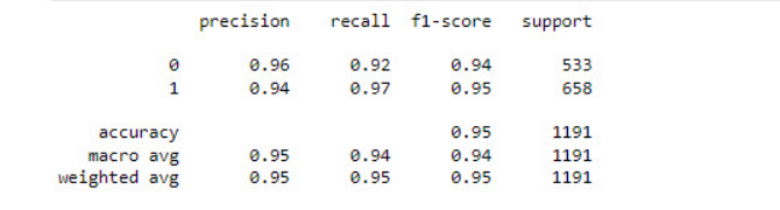 precision recall f1-score support
0 0.96 0.92 0.94 533
1 0.94 0.97 0.95 658
accuracy 0.95 1191
macro avg 0.95 0.94 0.94 1191
weighted avg 0.95 0.95 0.95 1191